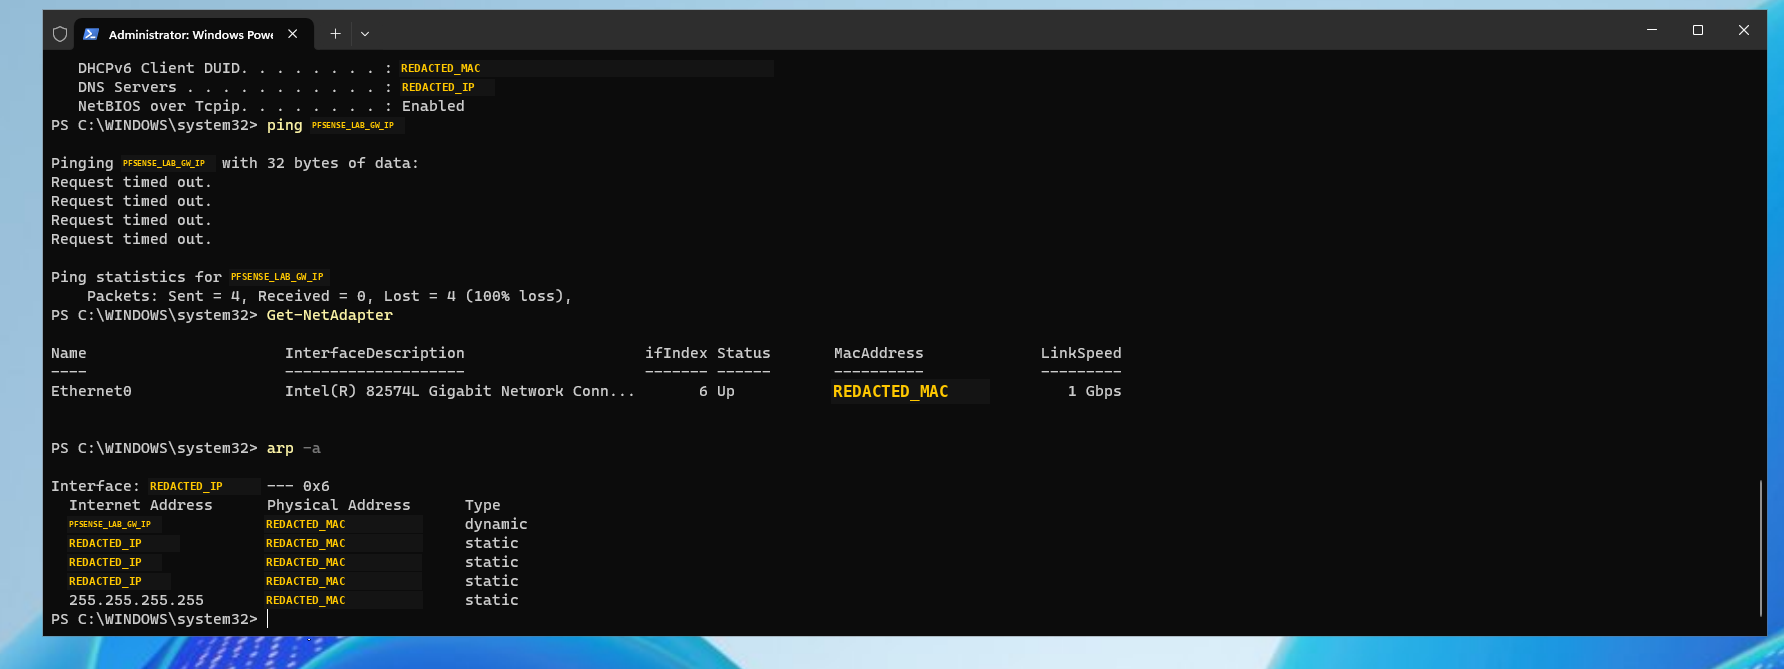 Administrator: Windows Powe
DHCPv6 Client DUID. . . . . . . . : REDACTED_MAC
DNS Servers . . . . . . . . . . . : REDACTED_IP
NetBIOS over Tcpip. . . . . . . . : Enabled
PS C:\WINDOWS\system32> ping PFSENSE_LAB_GW_IP
Pinging PFSENSE_LAB_GW_IP with 32 bytes of data:
Request timed out.
Request timed out.
Request timed out.
Request timed out.
Ping statistics for PFSENSE_LAB_GW_IP
Packets: Sent = 4, Received = 0, Lost = 4 (100% loss),
PS C:\WINDOWS\system32> Get-NetAdapter
Name InterfaceDescription ifIndex Status MacAddress LinkSpeed
---- -------------------- ------- ------ ---------- ---------
Ethernet0 Intel(R) 82574L Gigabit Network Conn... 6 Up REDACTED_MAC 1 Gbps
PS C:\WINDOWS\system32> arp -a
Interface: REDACTED_IP --- 0x6
Internet Address Physical Address Type
PFSENSE_LAB_GW_IP REDACTED_MAC dynamic
REDACTED_IP REDACTED_MAC static
REDACTED_IP REDACTED_MAC static
REDACTED_IP REDACTED_MAC static
255.255.255.255 REDACTED_MAC static
PS C:\WINDOWS\system32>